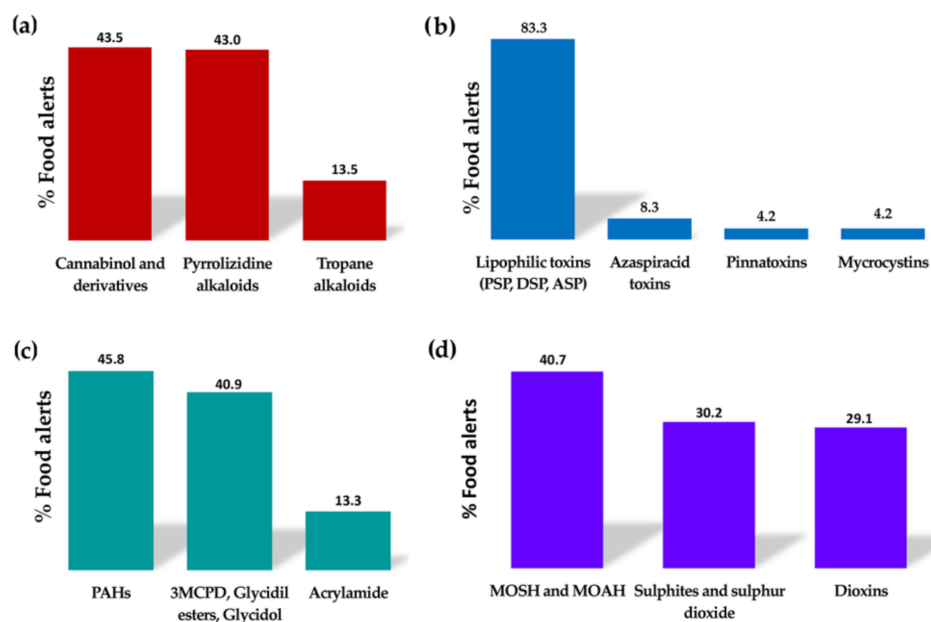 (a)
% Food alerts
43.5
43.0
13.5
Cannabinol and
derivatives
Pyrrolizidine
alkaloids
Tropane
alkaloids
(b)
% Food alerts
83.3
8.3
4.2
4.2
Lipophilic toxins
(PSP, DSP, ASP)
Azaspiracid
toxins
Pinnatoxins
Mycrocystins
(c)
% Food alerts
45.8
40.9
13.3
PAHs
3MCPD, Glycidil
esters, Glycidol
Acrylamide
(d)
% Food alerts
40.7
30.2
29.1
MOSH and MOAH
Sulphites and sulphur
dioxide
Dioxins